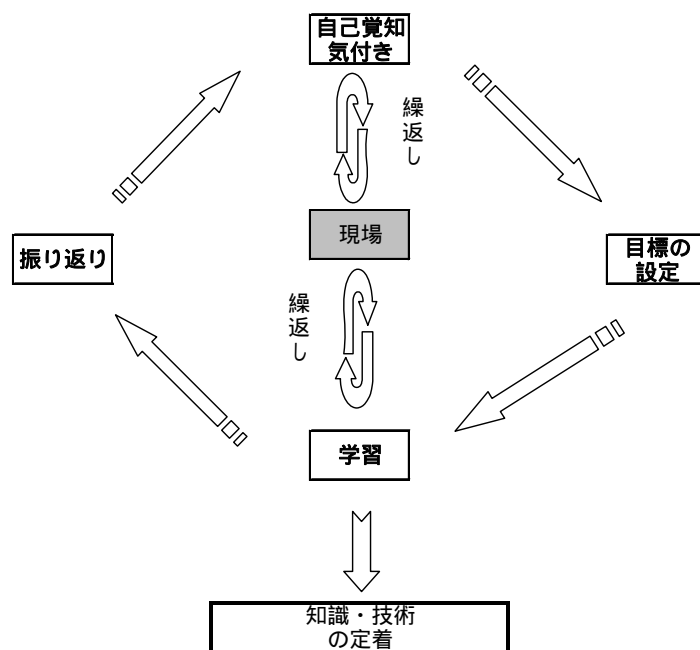 自己覚知
気付き
繰返し
現場
振り返り
目標の
設定
繰返し
学習
知識・技術
の定着